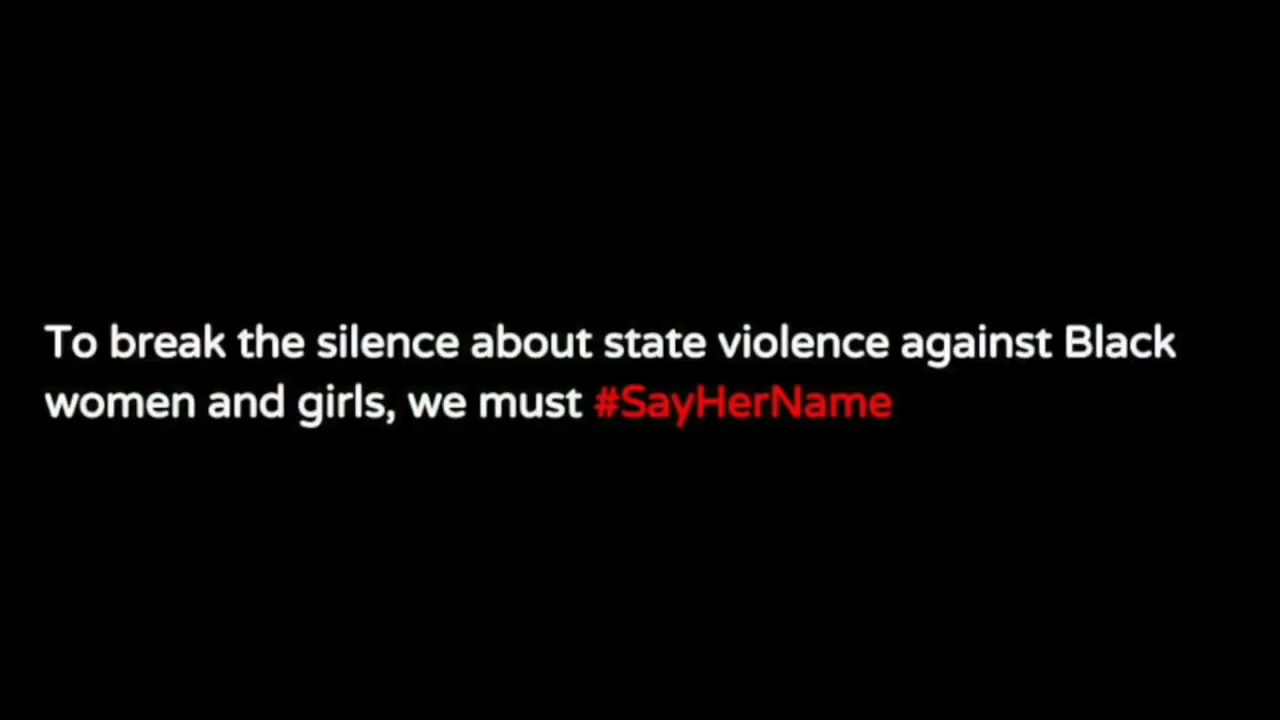 To break the silence about state violence against Black
women and girls, we must #SayHerName